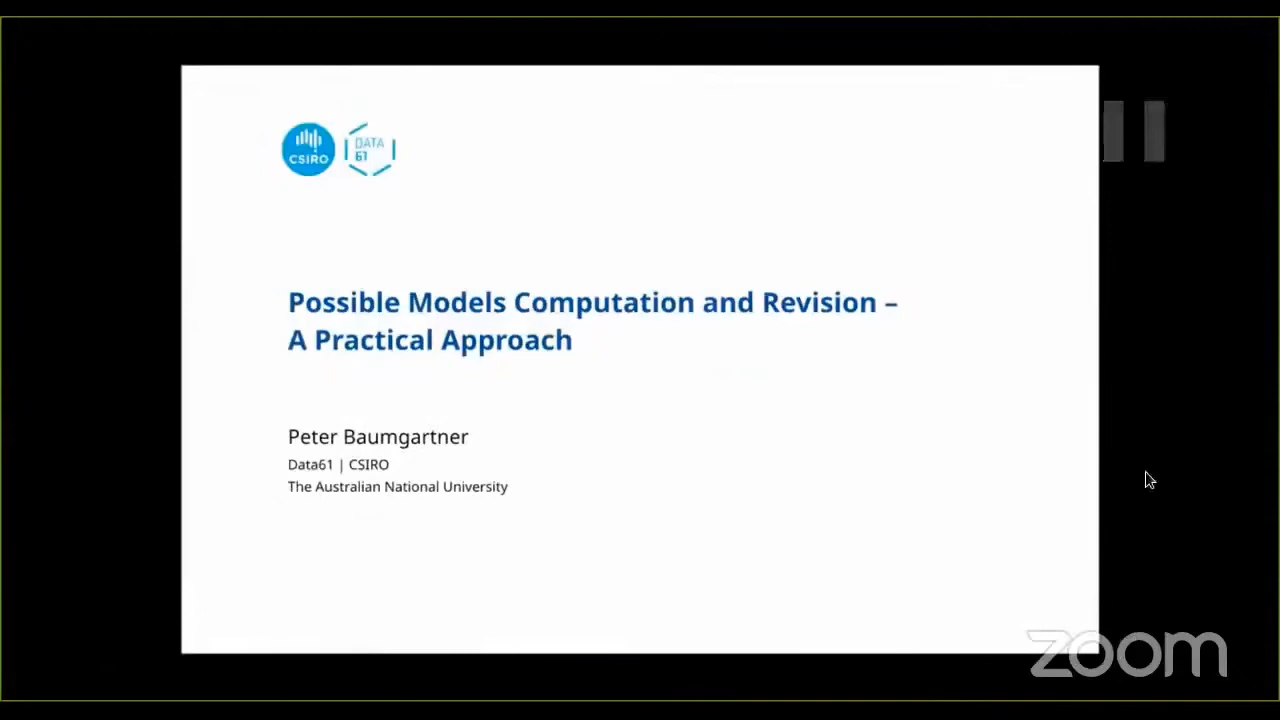 CSIRO
DATA
61
Possible Models Computation and Revision –
A Practical Approach
Peter Baumgartner
Data61 | CSIRO
The Australian National University
zoom